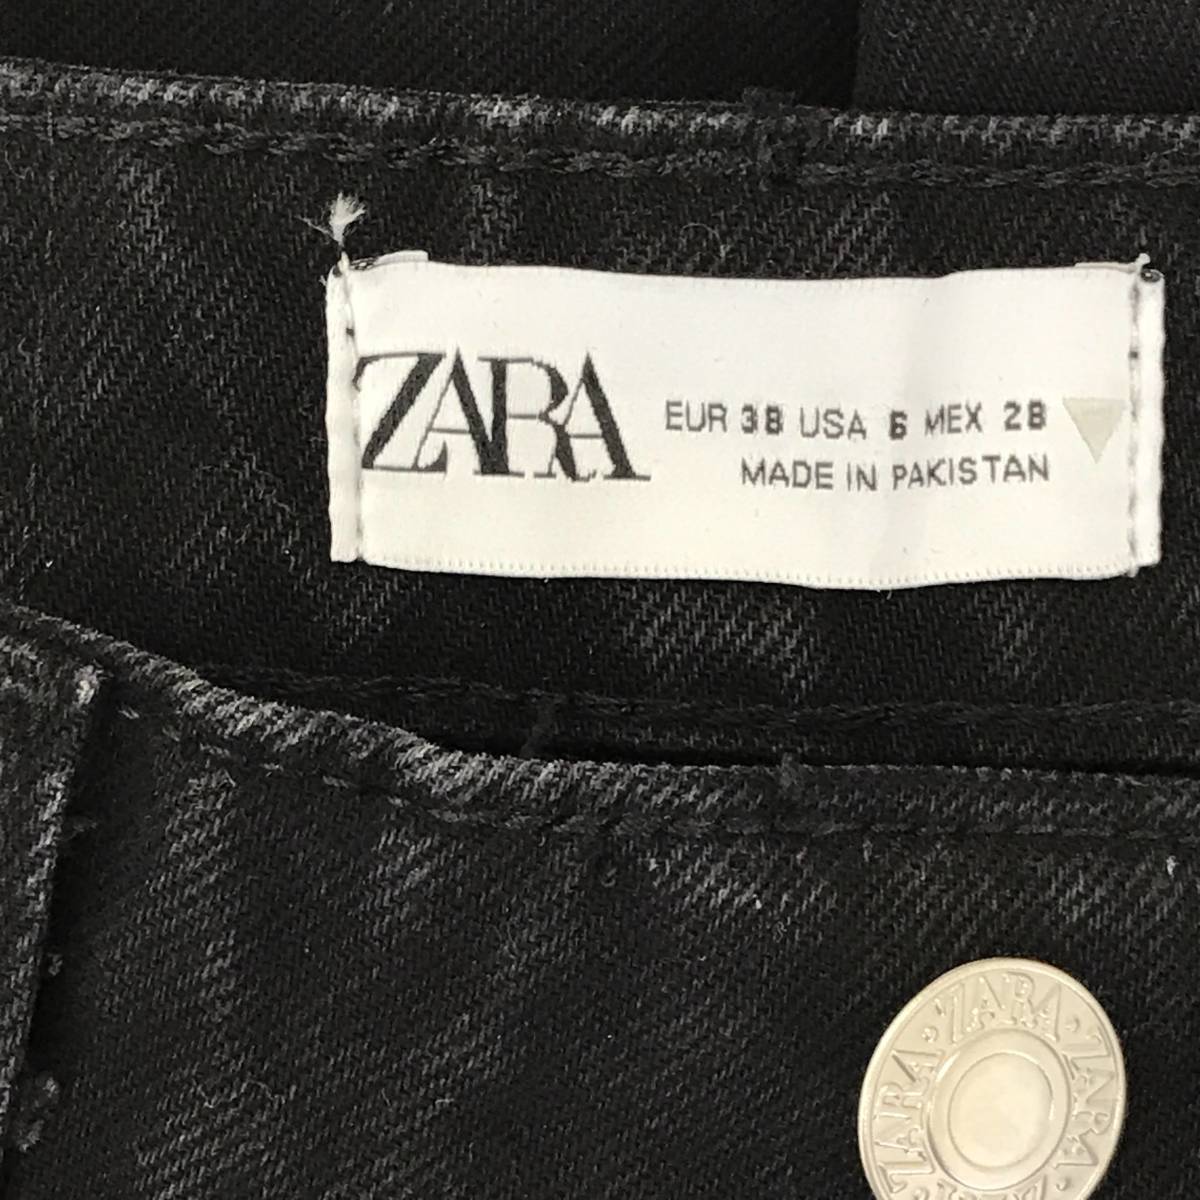 ZARA
EUR 38 USA 6 MEX 28
MADE IN PAKISTAN
ZARA · ZARA · ZARA